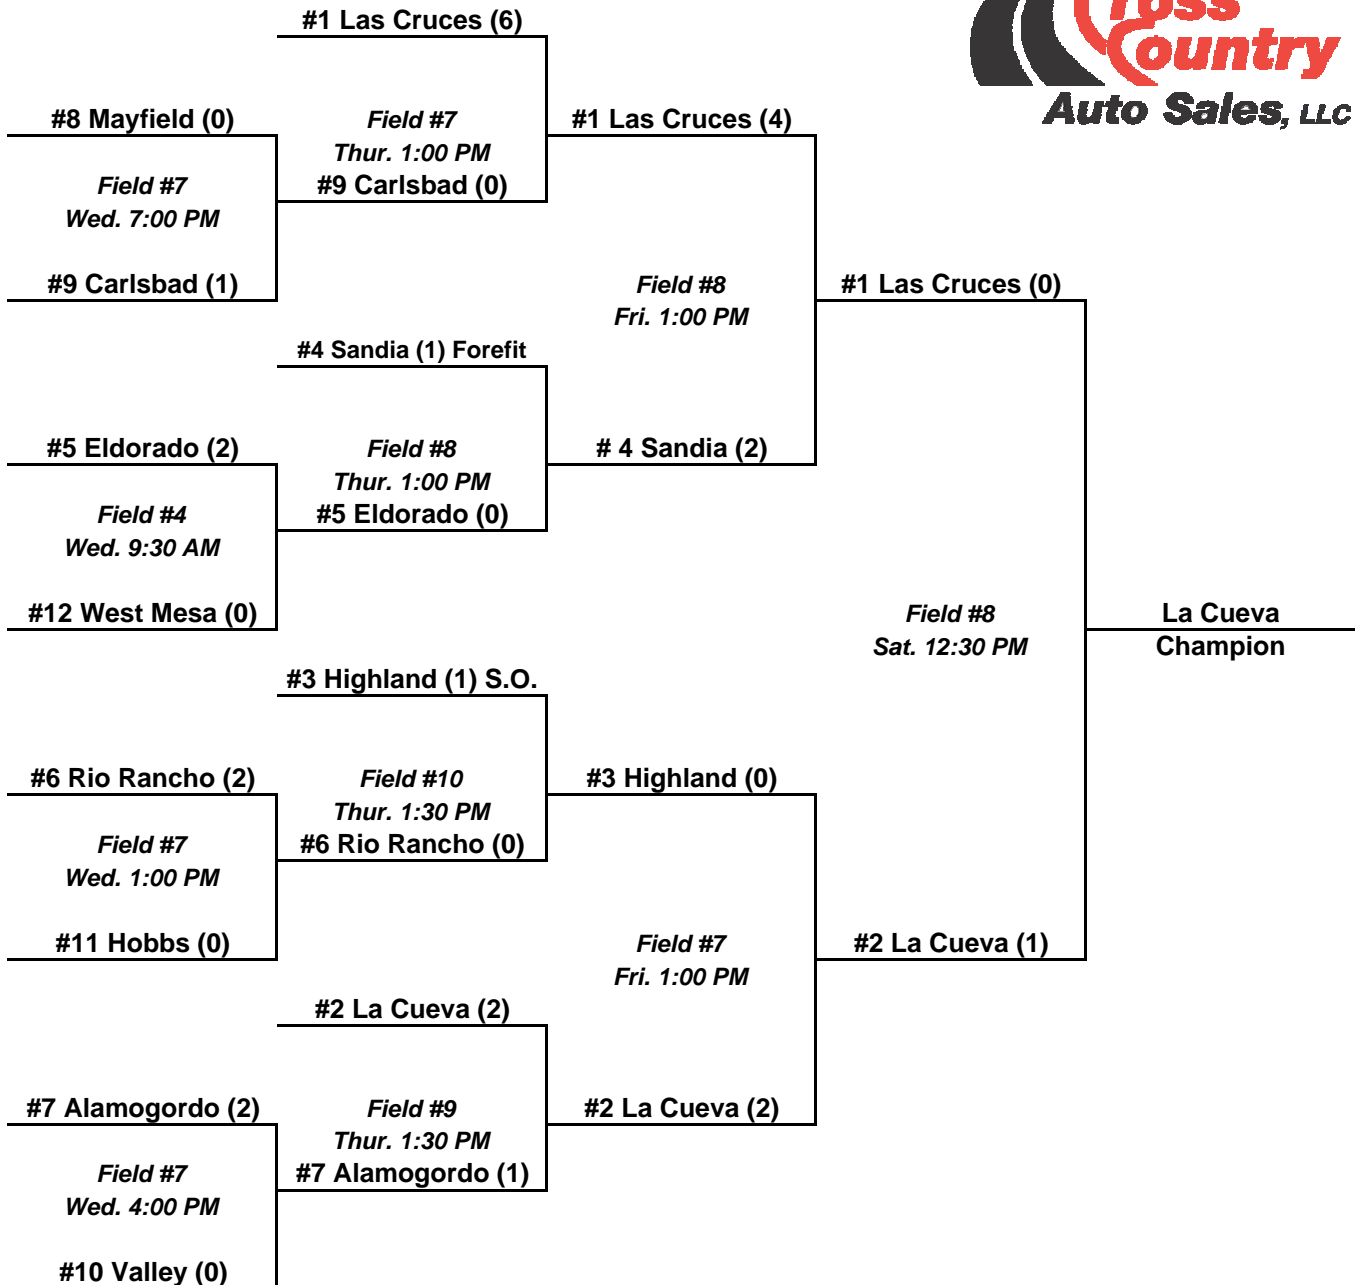 #1 Las Cruces (6)
ross
ountry
Auto Sales, LLC
#8 Mayfield (0)
Field #7
Thur. 1:00 PM
#1 Las Cruces (4)
#9 Carlsbad (0)
Field #7
Wed. 7:00 PM
#9 Carlsbad (1)
Field #8
Fri. 1:00 PM
#1 Las Cruces (0)
#4 Sandia (1) Forefit
#5 Eldorado (2)
Field #8
Thur. 1:00 PM
# 4 Sandia (2)
#5 Eldorado (0)
Field #4
Wed. 9:30 AM
#12 West Mesa (0)
Field #8
Sat. 12:30 PM
La Cueva
Champion
#3 Highland (1) S.O.
#6 Rio Rancho (2)
Field #10
Thur. 1:30 PM
#3 Highland (0)
#6 Rio Rancho (0)
Field #7
Wed. 1:00 PM
#11 Hobbs (0)
Field #7
Fri. 1:00 PM
#2 La Cueva (1)
#2 La Cueva (2)
#7 Alamogordo (2)
Field #9
Thur. 1:30 PM
#2 La Cueva (2)
#7 Alamogordo (1)
Field #7
Wed. 4:00 PM
#10 Valley (0)